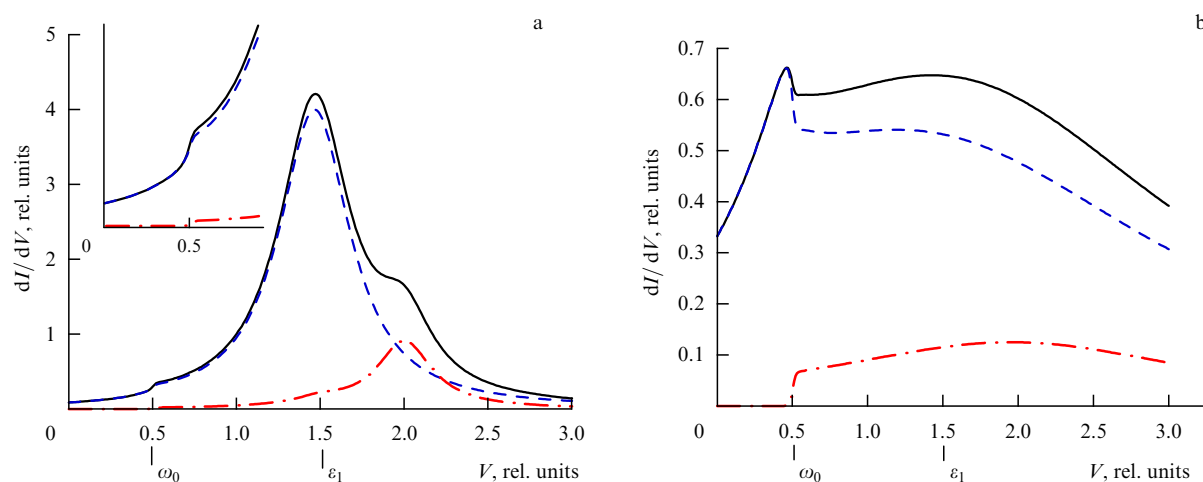 a
dI/dV, rel. units
5
4
3
2
1
0
0.5
1.0
1.5
2.0
2.5
3.0
ω₀
ε₁
V, rel. units
0
0.5
b
dI/dV, rel. units
0.7
0.6
0.5
0.4
0.3
0.2
0.1
0
0.5
1.0
1.5
2.0
2.5
3.0
ω₀
ε₁
V, rel. units